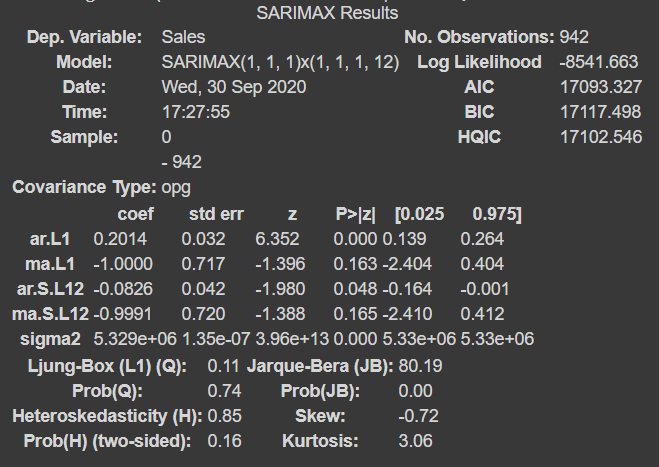 SARIMAX Results
Dep. Variable: Sales No. Observations: 942
Model: SARIMAX(1, 1, 1)x(1, 1, 1, 12) Log Likelihood -8541.663
Date: Wed, 30 Sep 2020 AIC 17093.327
Time: 17:27:55 BIC 17117.498
Sample: 0 HQIC 17102.546
- 942
Covariance Type: opg
coef std err z P>|z| [0.025 0.975]
ar.L1 0.2014 0.032 6.352 0.000 0.139 0.264
ma.L1 -1.0000 0.717 -1.396 0.163 -2.404 0.404
ar.S.L12 -0.0826 0.042 -1.980 0.048 -0.164 -0.001
ma.S.L12 -0.9991 0.720 -1.388 0.165 -2.410 0.412
sigma2 5.329e+06 1.35e-07 3.96e+13 0.000 5.33e+06 5.33e+06
Ljung-Box (L1) (Q): 0.11 Jarque-Bera (JB): 80.19
Prob(Q): 0.74 Prob(JB): 0.00
Heteroskedasticity (H): 0.85 Skew: -0.72
Prob(H) (two-sided): 0.16 Kurtosis: 3.06